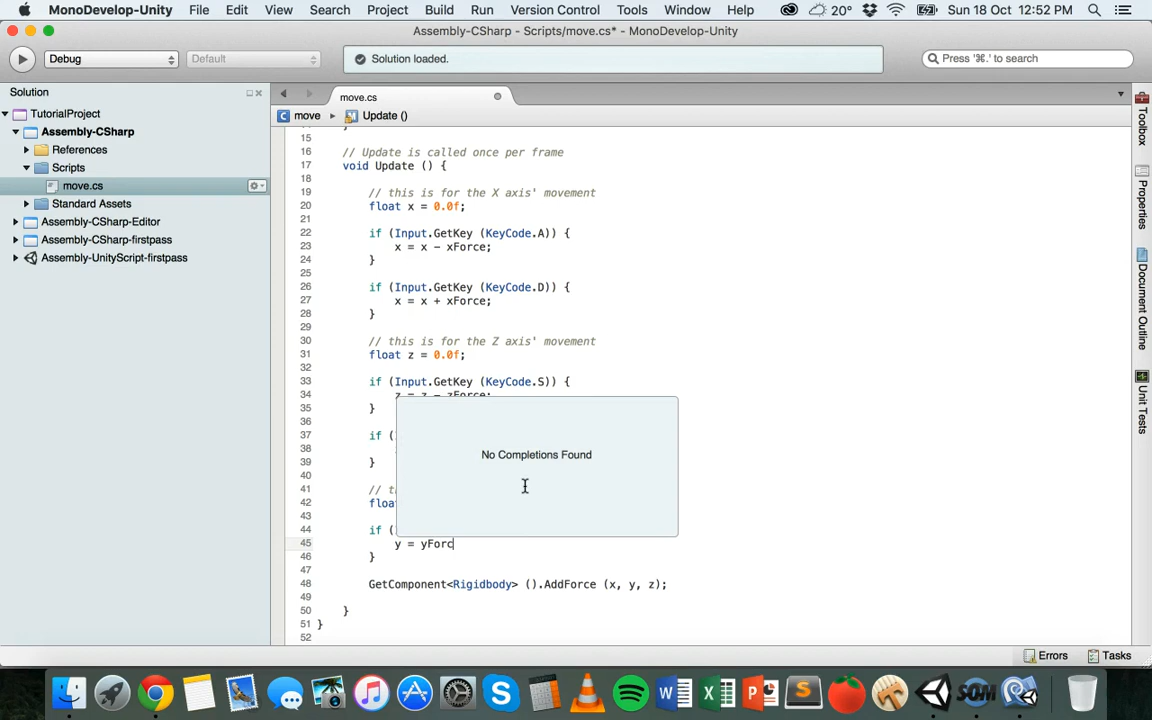 MonoDevelop-Unity File Edit View Search Project Build Run Version Control Tools Window Help 20° Sun 18 Oct 12:52 PM
Assembly-CSharp - Scripts/move.cs* - MonoDevelop-Unity
Debug Default Solution loaded. Press '⌘.' to search
Solution
move.cs
TutorialProject
Assembly-CSharp
References
Scripts
move.cs
Standard Assets
Assembly-CSharp-Editor
Assembly-CSharp-firstpass
Assembly-UnityScript-firstpass
move Update ()
15
16 // Update is called once per frame
17 void Update () {
18
19 // this is for the X axis' movement
20 float x = 0.0f;
21
22 if (Input.GetKey (KeyCode.A)) {
23 x = x - xForce;
24 }
25
26 if (Input.GetKey (KeyCode.D)) {
27 x = x + xForce;
28 }
29
30 // this is for the Z axis' movement
31 float z = 0.0f;
32
33 if (Input.GetKey (KeyCode.S)) {
34 z = z - zForce;
35 }
36
37 if (
38
39 }
40
41 //
42 float
43
44 if (
45 y = yForc
46 }
47
48 GetComponent<Rigidbody> ().AddForce (x, y, z);
49
50 }
51 }
52
No Completions Found
Toolbox
Properties
Document Outline
Unit Tests
Errors Tasks